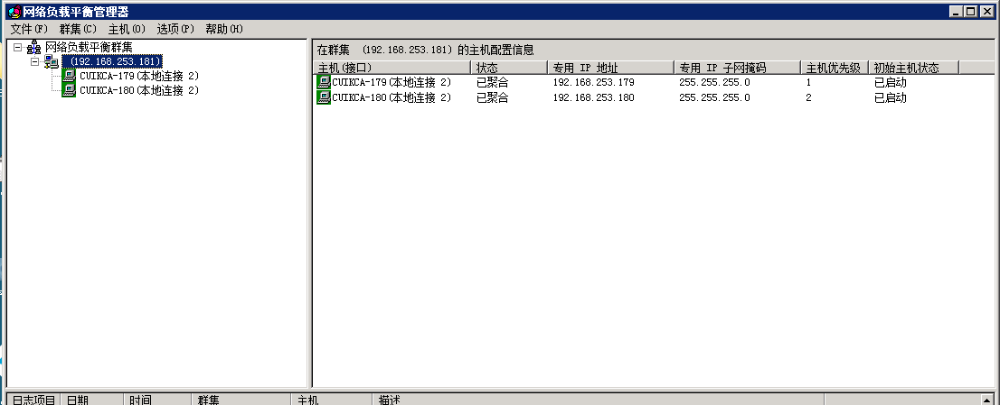 网络负载平衡管理器
文件(F) 群集(C) 主机(O) 选项(P) 帮助(H)
网络负载平衡群集
(192.168.253.181)
CUIKCA-179(本地连接 2)
CUIKCA-180(本地连接 2)
在群集 (192.168.253.181)的主机配置信息
主机(接口) 状态 专用 IP 地址 专用 IP 子网掩码 主机优先级 初始主机状态
CUIKCA-179(本地连接 2) 已聚合 192.168.253.179 255.255.255.0 1 已启动
CUIKCA-180(本地连接 2) 已聚合 192.168.253.180 255.255.255.0 2 已启动
日志项目 日期 时间 群集 主机 描述